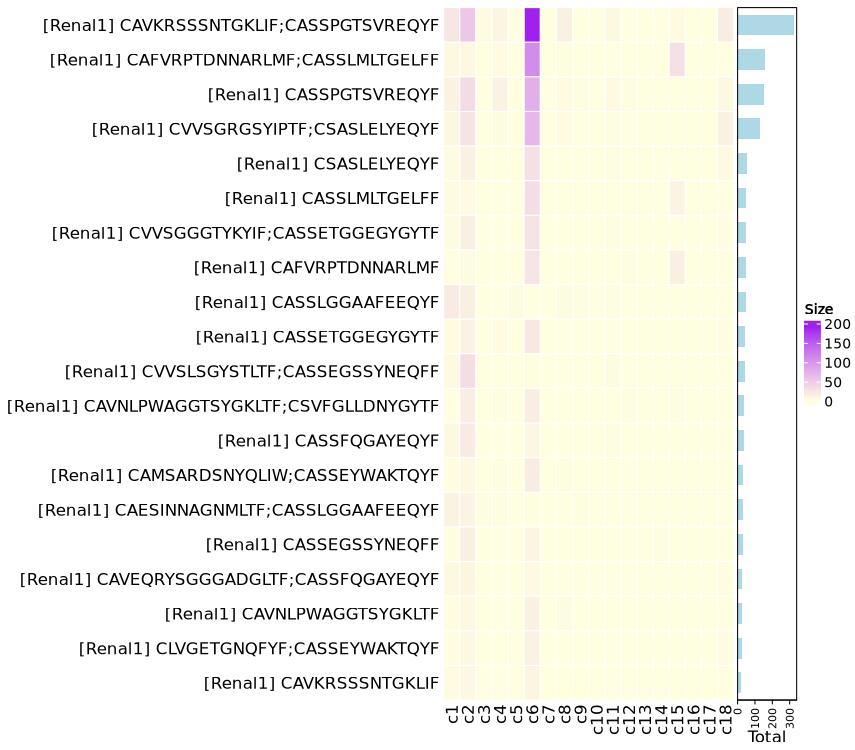 [Renal1] CAVKRSSSNTGKLIF;CASSPGTSVREQYF
[Renal1] CAFVRPTDNNARLMF;CASSLMLTGELFF
[Renal1] CASSPGTSVREQYF
[Renal1] CVVSGRGSYIPTF;CSASLELYEQYF
[Renal1] CSASLELYEQYF
[Renal1] CASSLMLTGELFF
[Renal1] CVVSGGGTYKYIF;CASSETGGEGYGYTF
[Renal1] CAFVRPTDNNARLMF
[Renal1] CASSLGGAAFEEQYF
[Renal1] CASSETGGEGYGYTF
[Renal1] CVVSLSGYSTLTF;CASSEGSSYNEQFF
[Renal1] CAVNLPWAGGTSYGKLTF;CSVFGLLDNYGYTF
[Renal1] CASSFQGAYEQYF
[Renal1] CAMSARDSNYQLIW;CASSEYWAKTQYF
[Renal1] CAESINNAGNMLTF;CASSLGGAAFEEQYF
[Renal1] CASSEGSSYNEQFF
[Renal1] CAVEQRYSGGGADGLTF;CASSFQGAYEQYF
[Renal1] CAVNLPWAGGTSYGKLTF
[Renal1] CLVGETGNQFYF;CASSEYWAKTQYF
[Renal1] CAVKRSSSNTGKLIF
c1 c2 c3 c4 c5 c6 c7 c8 c9 c10 c11 c12 c13 c14 c15 c16 c17 c18
0 100 200 300
Total
Size
200
150
100
50
0